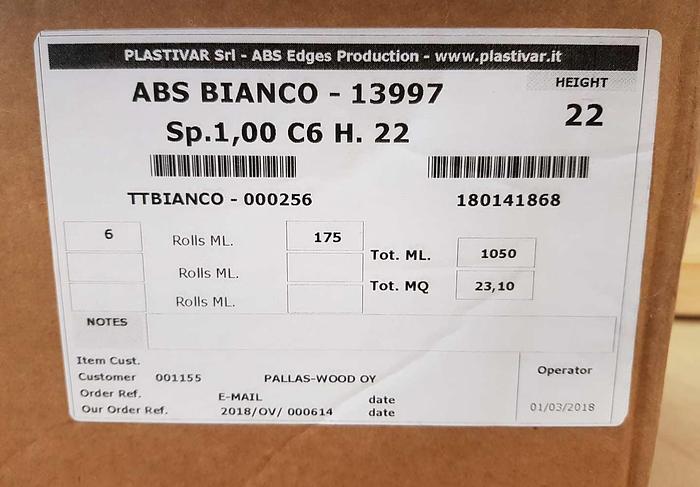 PLASTIVAR Srl - ABS Edges Production - www.plastivar.it
ABS BIANCO - 13997
HEIGHT
Sp.1,00 C6 H. 22
22
TTBIANCO - 000256
180141868
6 Rolls ML. 175
Tot. ML. 1050
Rolls ML.
Tot. MQ 23,10
Rolls ML.
NOTES
Item Cust.
Customer 001155 PALLAS-WOOD OY
Operator
Order Ref. E-MAIL date
Our Order Ref. 2018/OV/ 000614 date
01/03/2018